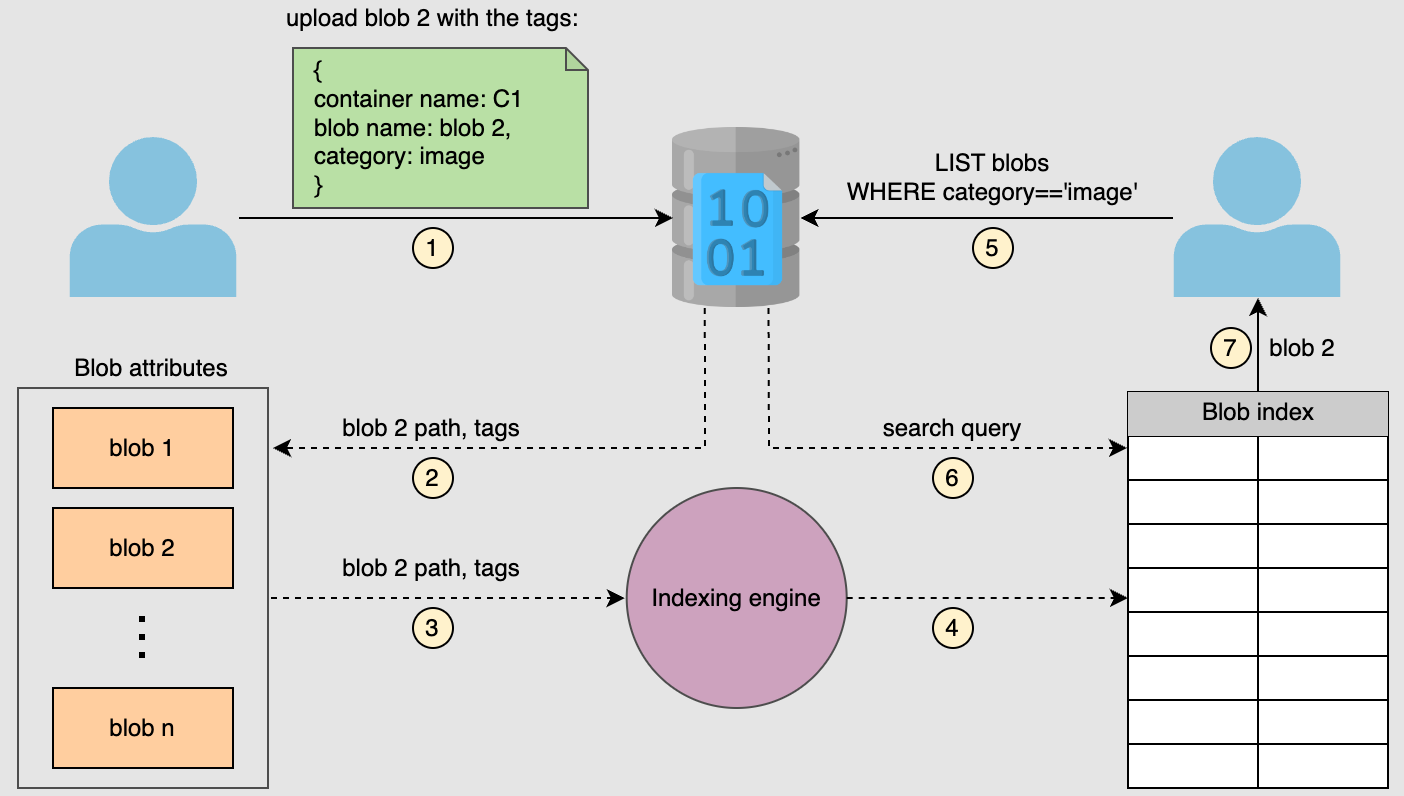 upload blob 2 with the tags:
{
container name: C1
blob name: blob 2,
category: image
}
1
10
01
LIST blobs
WHERE category=='image'
5
7
blob 2
Blob attributes
blob 1
blob 2
blob n
blob 2 path, tags
2
search query
6
Blob index
blob 2 path, tags
3
Indexing engine
4